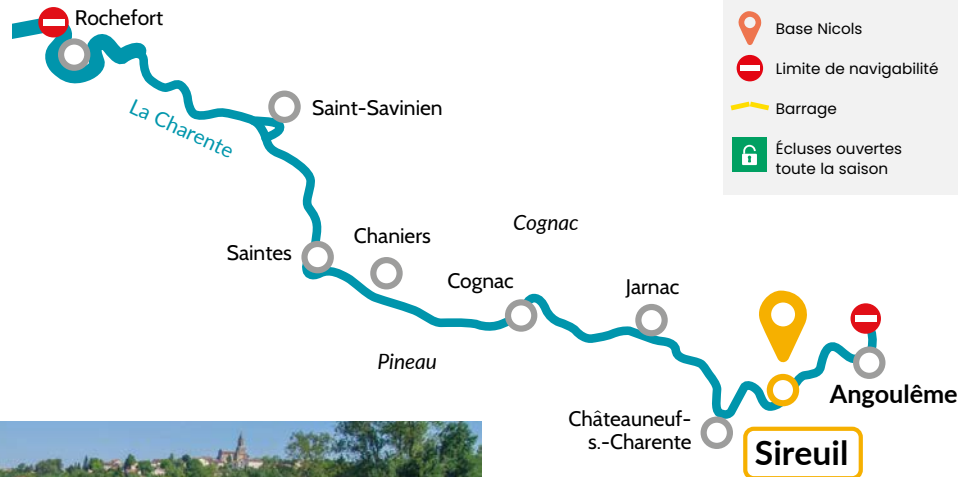 Rochefort
Base Nicols
Limite de navigabilité
Barrage
Écluses ouvertes
toute la saison
La Charente
Saint-Savinien
Saintes
Chaniers
Cognac
Cognac
Jarnac
Pineau
Angoulême
Châteauneuf-
s.-Charente
Sireuil